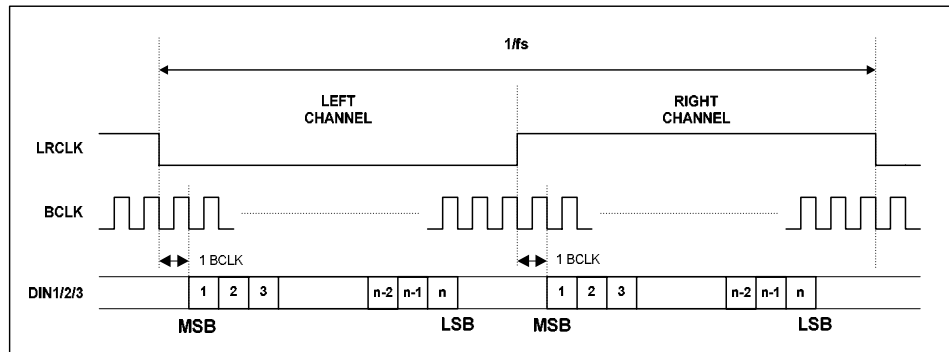 1/fs
LEFT
CHANNEL
RIGHT
CHANNEL
LRCLK
BCLK
1 BCLK
1 BCLK
DIN1/2/3
1 2 3 n-2 n-1 n 1 2 3 n-2 n-1 n
MSB LSB MSB LSB